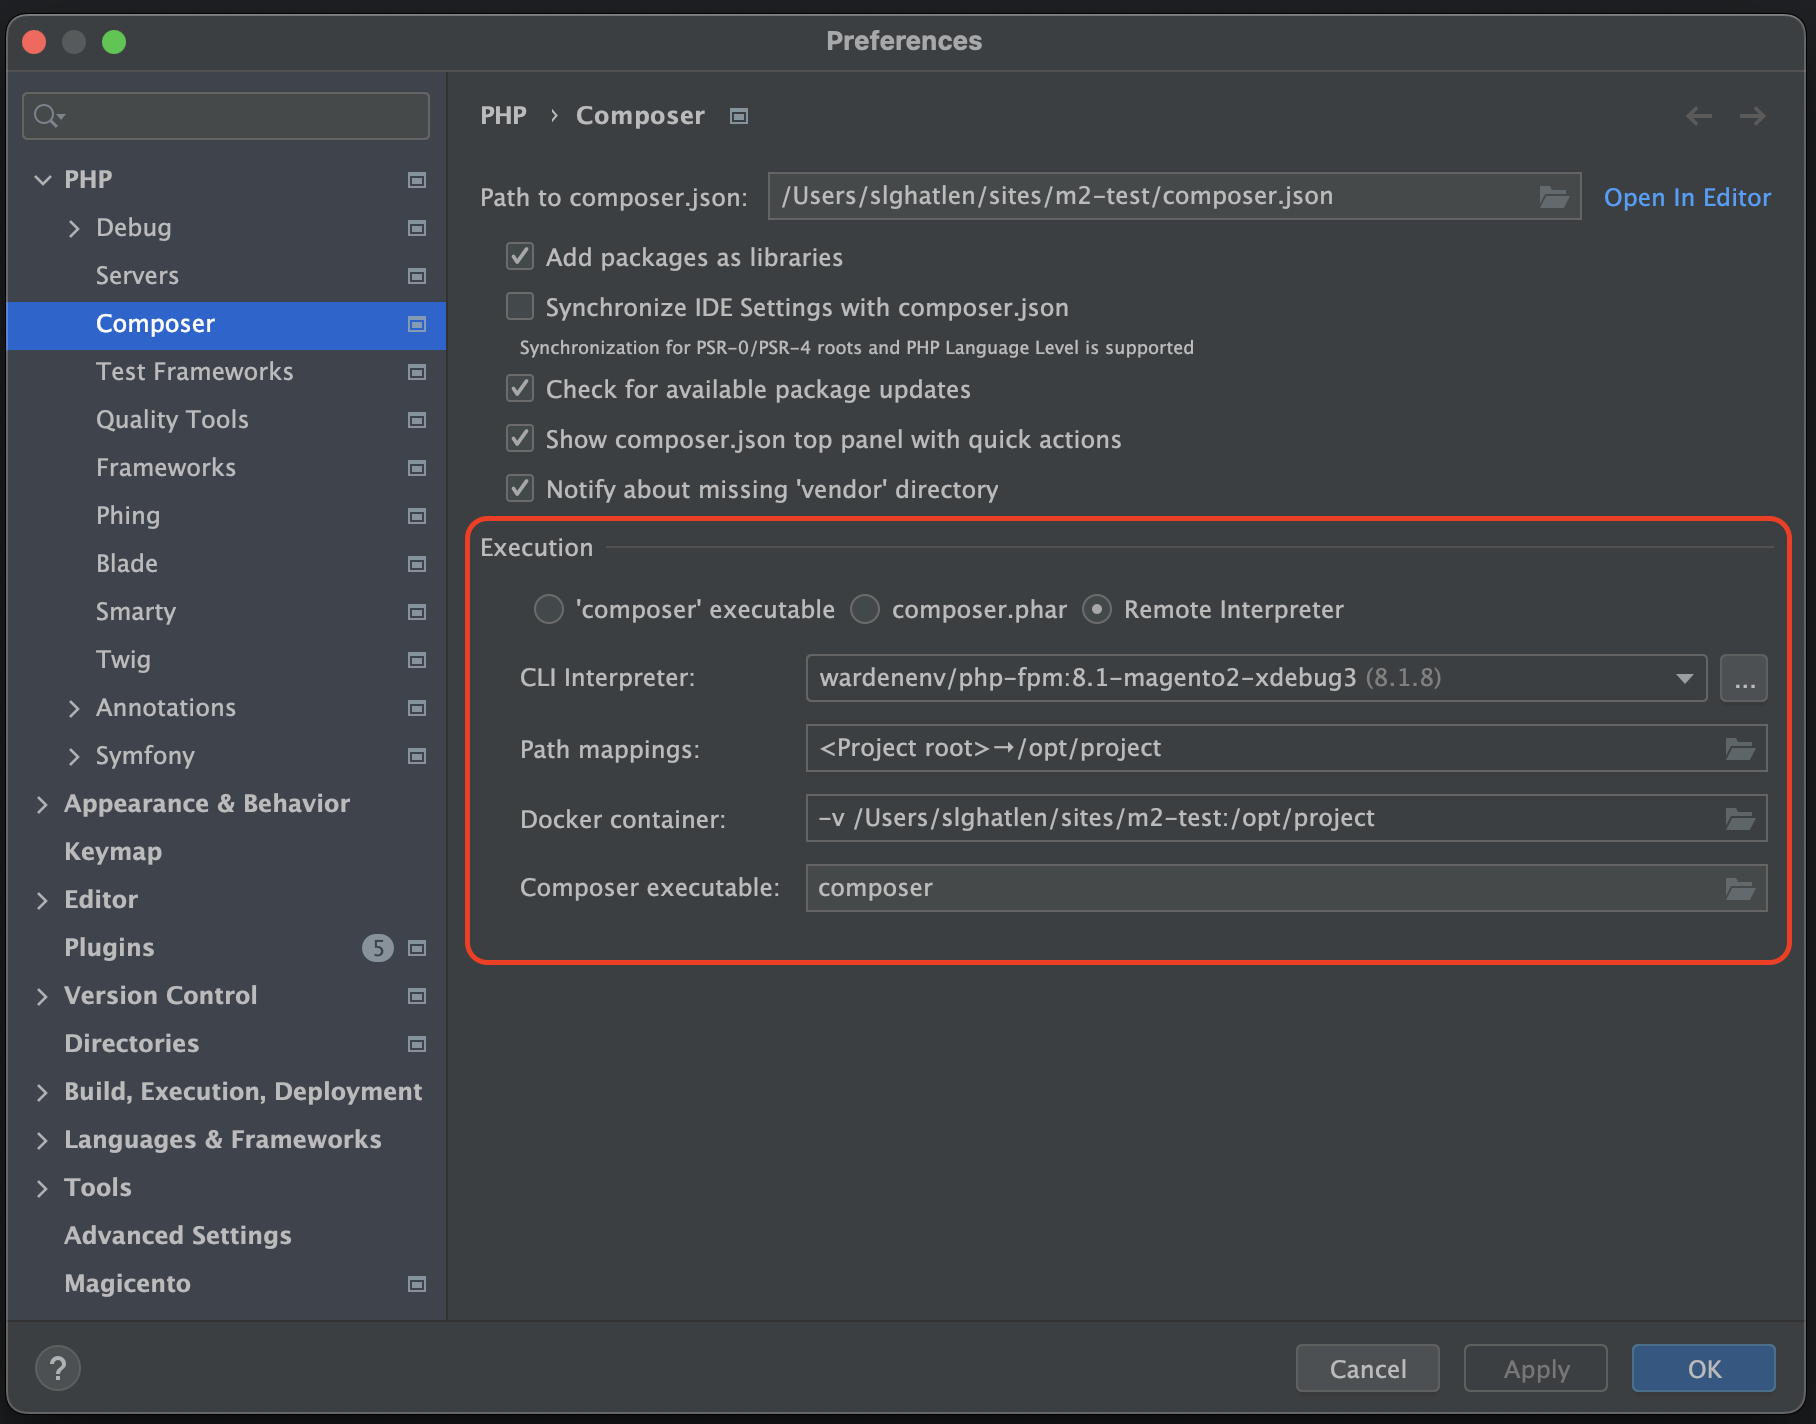 Preferences
PHP
Debug
Servers
Composer
Test Frameworks
Quality Tools
Frameworks
Phing
Blade
Smarty
Twig
Annotations
Symfony
Appearance & Behavior
Keymap
Editor
Plugins 5
Version Control
Directories
Build, Execution, Deployment
Languages & Frameworks
Tools
Advanced Settings
Magicento
PHP › Composer
Path to composer.json: /Users/slghatlen/sites/m2-test/composer.json Open In Editor
Add packages as libraries
Synchronize IDE Settings with composer.json
Synchronization for PSR-0/PSR-4 roots and PHP Language Level is supported
Check for available package updates
Show composer.json top panel with quick actions
Notify about missing 'vendor' directory
Execution
'composer' executable composer.phar Remote Interpreter
CLI Interpreter: wardenenv/php-fpm:8.1-magento2-xdebug3 (8.1.8) ...
Path mappings: <Project root>→/opt/project
Docker container: -v /Users/slghatlen/sites/m2-test:/opt/project
Composer executable: composer
? Cancel Apply OK